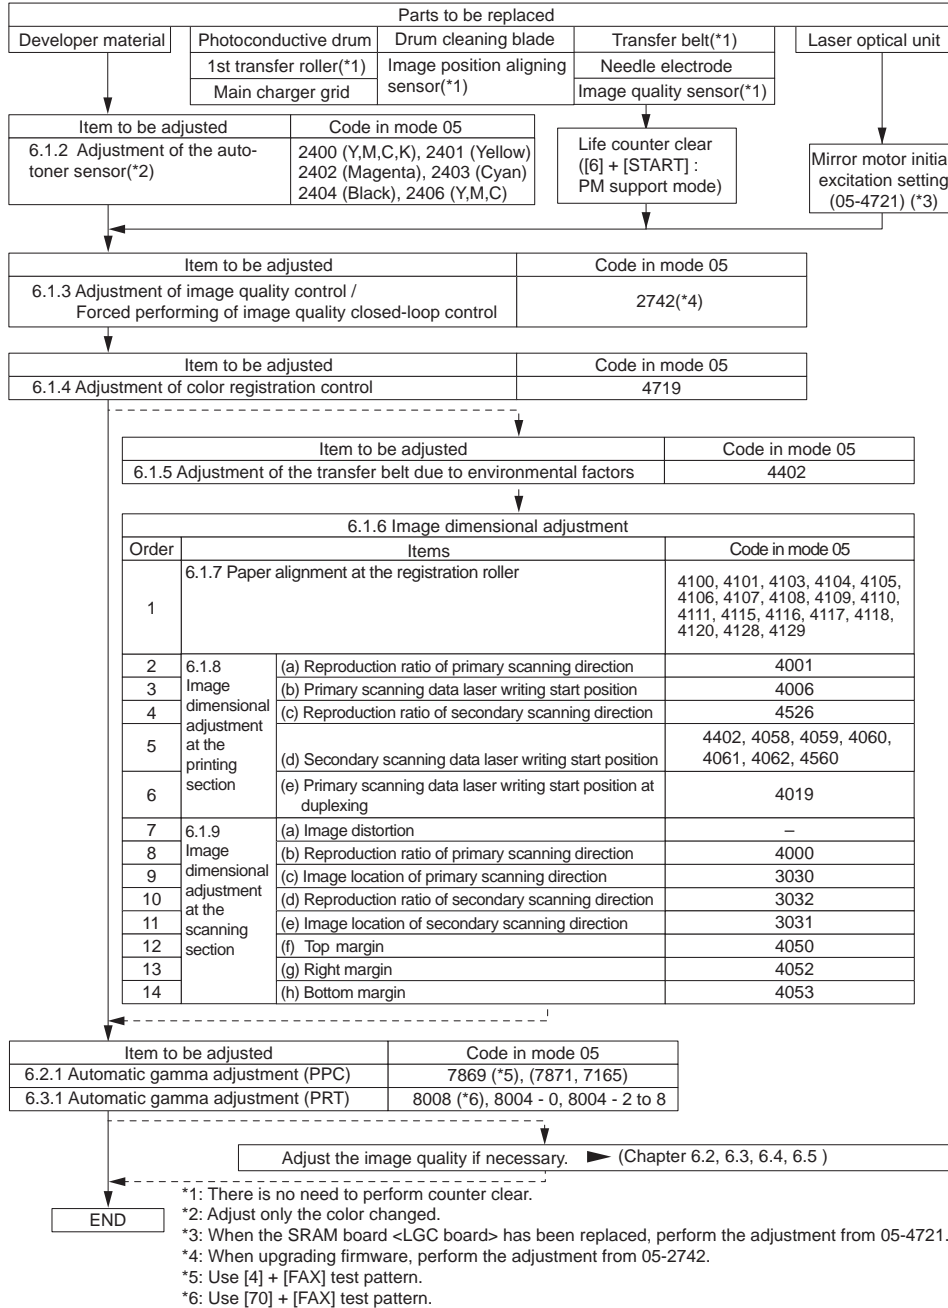 Parts to be replaced
Developer material
Photoconductive drum
Drum cleaning blade
Transfer belt(*1)
Laser optical unit
1st transfer roller(*1)
Image position aligning
sensor(*1)
Needle electrode
Main charger grid
Image quality sensor(*1)
Item to be adjusted
Code in mode 05
6.1.2 Adjustment of the auto-
toner sensor(*2)
2400 (Y,M,C,K), 2401 (Yellow)
2402 (Magenta), 2403 (Cyan)
2404 (Black), 2406 (Y,M,C)
Life counter clear
([6] + [START] :
PM support mode)
Mirror motor initia
excitation setting
(05-4721) (*3)
Item to be adjusted
Code in mode 05
6.1.3 Adjustment of image quality control /
Forced performing of image quality closed-loop control
2742(*4)
Item to be adjusted
Code in mode 05
6.1.4 Adjustment of color registration control
4719
Item to be adjusted
Code in mode 05
6.1.5 Adjustment of the transfer belt due to environmental factors
4402
6.1.6 Image dimensional adjustment
Order
Items
Code in mode 05
1
6.1.7 Paper alignment at the registration roller
4100, 4101, 4103, 4104, 4105,
4106, 4107, 4108, 4109, 4110,
4111, 4115, 4116, 4117, 4118,
4120, 4128, 4129
6.1.8
Image
dimensional
adjustment
at the
printing
section
2
(a) Reproduction ratio of primary scanning direction
4001
3
(b) Primary scanning data laser writing start position
4006
4
(c) Reproduction ratio of secondary scanning direction
4526
5
(d) Secondary scanning data laser writing start position
4402, 4058, 4059, 4060,
4061, 4062, 4560
6
(e) Primary scanning data laser writing start position at
duplexing
4019
6.1.9
Image
dimensional
adjustment
at the
scanning
section
7
(a) Image distortion
–
8
(b) Reproduction ratio of primary scanning direction
4000
9
(c) Image location of primary scanning direction
3030
10
(d) Reproduction ratio of secondary scanning direction
3032
11
(e) Image location of secondary scanning direction
3031
12
(f) Top margin
4050
13
(g) Right margin
4052
14
(h) Bottom margin
4053
Item to be adjusted
Code in mode 05
6.2.1 Automatic gamma adjustment (PPC)
7869 (*5), (7871, 7165)
6.3.1 Automatic gamma adjustment (PRT)
8008 (*6), 8004 - 0, 8004 - 2 to 8
Adjust the image quality if necessary. ► (Chapter 6.2, 6.3, 6.4, 6.5 )
END
*1: There is no need to perform counter clear.
*2: Adjust only the color changed.
*3: When the SRAM board <LGC board> has been replaced, perform the adjustment from 05-4721.
*4: When upgrading firmware, perform the adjustment from 05-2742.
*5: Use [4] + [FAX] test pattern.
*6: Use [70] + [FAX] test pattern.